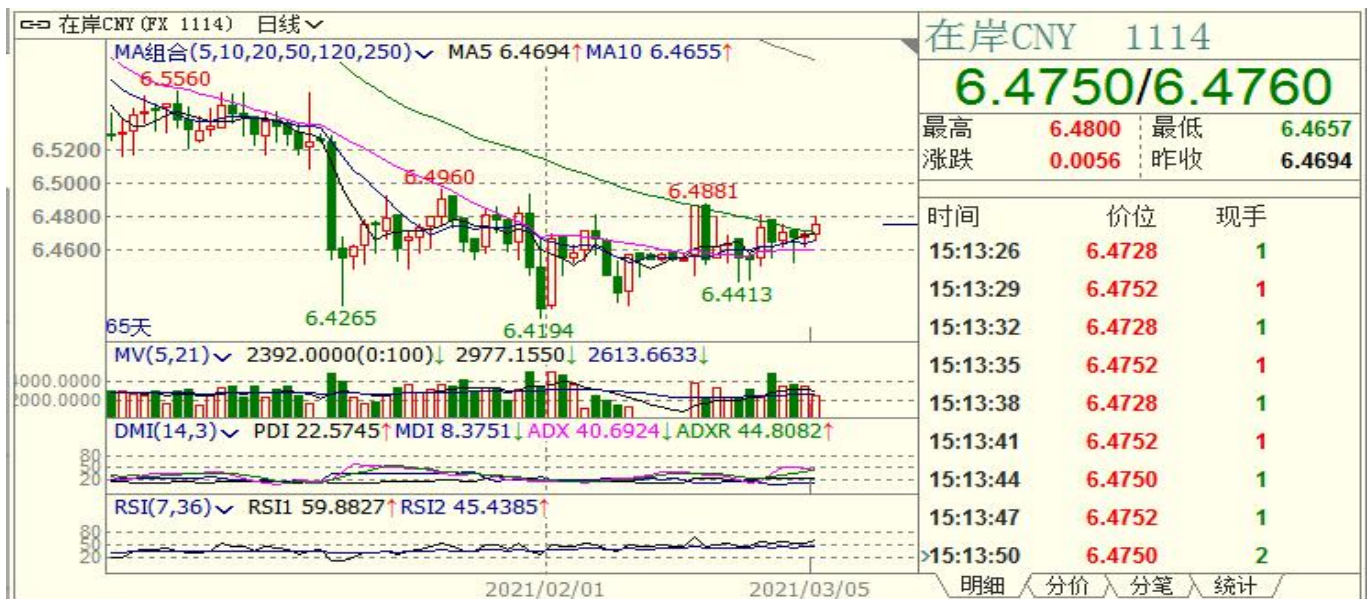 在岸CNY(FX 1114) 日线
MA组合(5,10,20,50,120,250) MA5 6.4694↑MA10 6.4655↑
6.5560
6.5200
6.5000
6.4960
6.4881
6.4800
6.4600
6.4413
6.4265
6.4194
65天
MV(5,21) 2392.0000(0:100)↓ 2977.1550↓ 2613.6633↓
4000.0000
2000.0000
DMI(14,3) PDI 22.5745↑MDI 8.3751↓ADX 40.6924↓ADXR 44.8082↑
80
50
20
RSI(7,36) RSI1 59.8827↑RSI2 45.4385↑
80
50
20
2021/02/01 2021/03/05
在岸CNY 1114
6.4750/6.4760
最高 6.4800 最低 6.4657
涨跌 0.0056 昨收 6.4694
时间 价位 现手
15:13:26 6.4728 1
15:13:29 6.4752 1
15:13:32 6.4728 1
15:13:35 6.4752 1
15:13:38 6.4728 1
15:13:41 6.4752 1
15:13:44 6.4750 1
15:13:47 6.4752 1
>15:13:50 6.4750 2
明细 分价 分笔 统计